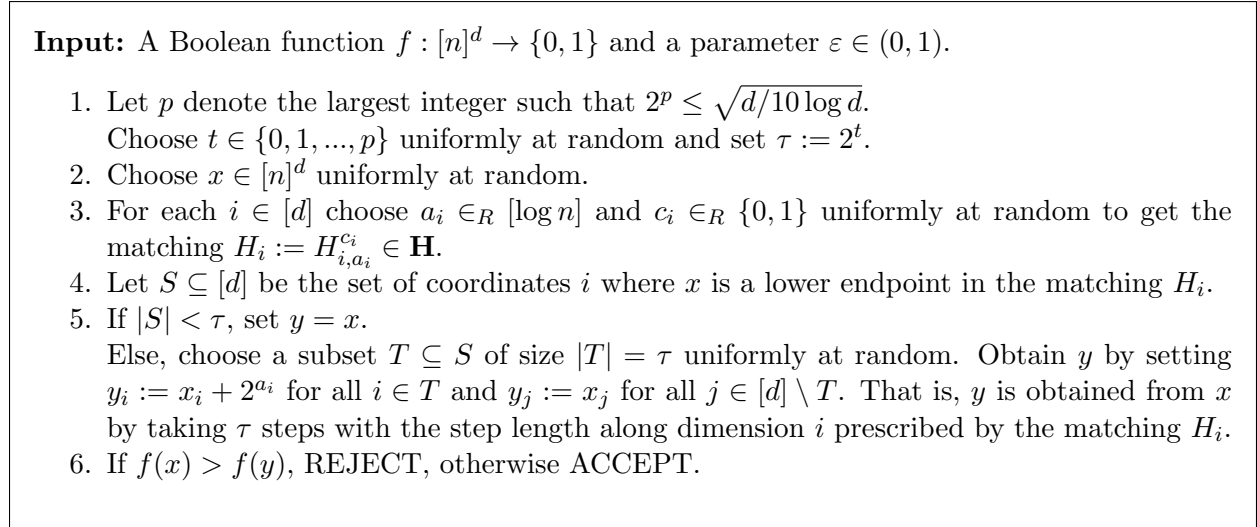 Input: A Boolean function f : [n]^d → {0, 1} and a parameter ε ∈ (0, 1).
1. Let p denote the largest integer such that 2^p ≤ √(d/10 log d).
Choose t ∈ {0, 1, ..., p} uniformly at random and set τ := 2^t.
2. Choose x ∈ [n]^d uniformly at random.
3. For each i ∈ [d] choose a_i ∈_R [log n] and c_i ∈_R {0, 1} uniformly at random to get the
matching H_i := H_{i,a_i}^{c_i} ∈ H.
4. Let S ⊆ [d] be the set of coordinates i where x is a lower endpoint in the matching H_i.
5. If |S| < τ, set y = x.
Else, choose a subset T ⊆ S of size |T| = τ uniformly at random. Obtain y by setting
y_i := x_i + 2^{a_i} for all i ∈ T and y_j := x_j for all j ∈ [d] \ T. That is, y is obtained from x
by taking τ steps with the step length along dimension i prescribed by the matching H_i.
6. If f(x) > f(y), REJECT, otherwise ACCEPT.